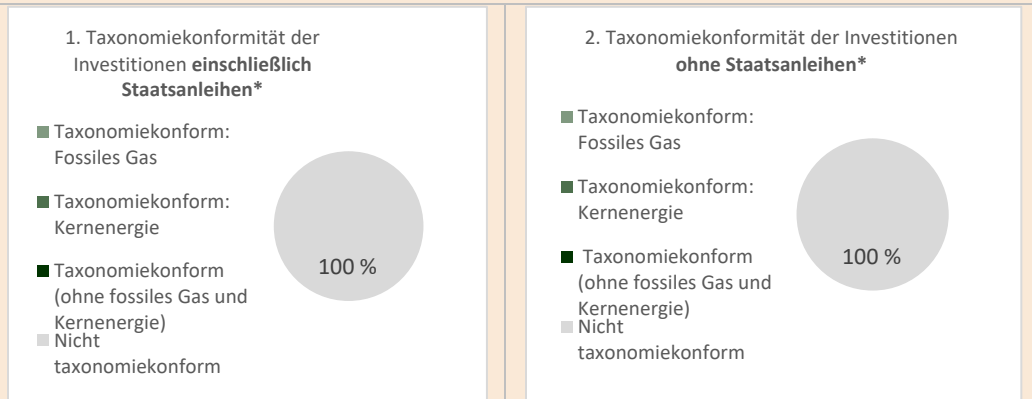 1. Taxonomiekonformität der
Investitionen einschließlich
Staatsanleihen*
Taxonomiekonform:
Fossiles Gas
Taxonomiekonform:
Kernenergie
Taxonomiekonform
(ohne fossiles Gas und
Kernenergie)
Nicht
taxonomiekonform
100 %
2. Taxonomiekonformität der Investitionen
ohne Staatsanleihen*
Taxonomiekonform:
Fossiles Gas
Taxonomiekonform:
Kernenergie
Taxonomiekonform
(ohne fossiles Gas und
Kernenergie)
Nicht
taxonomiekonform
100 %